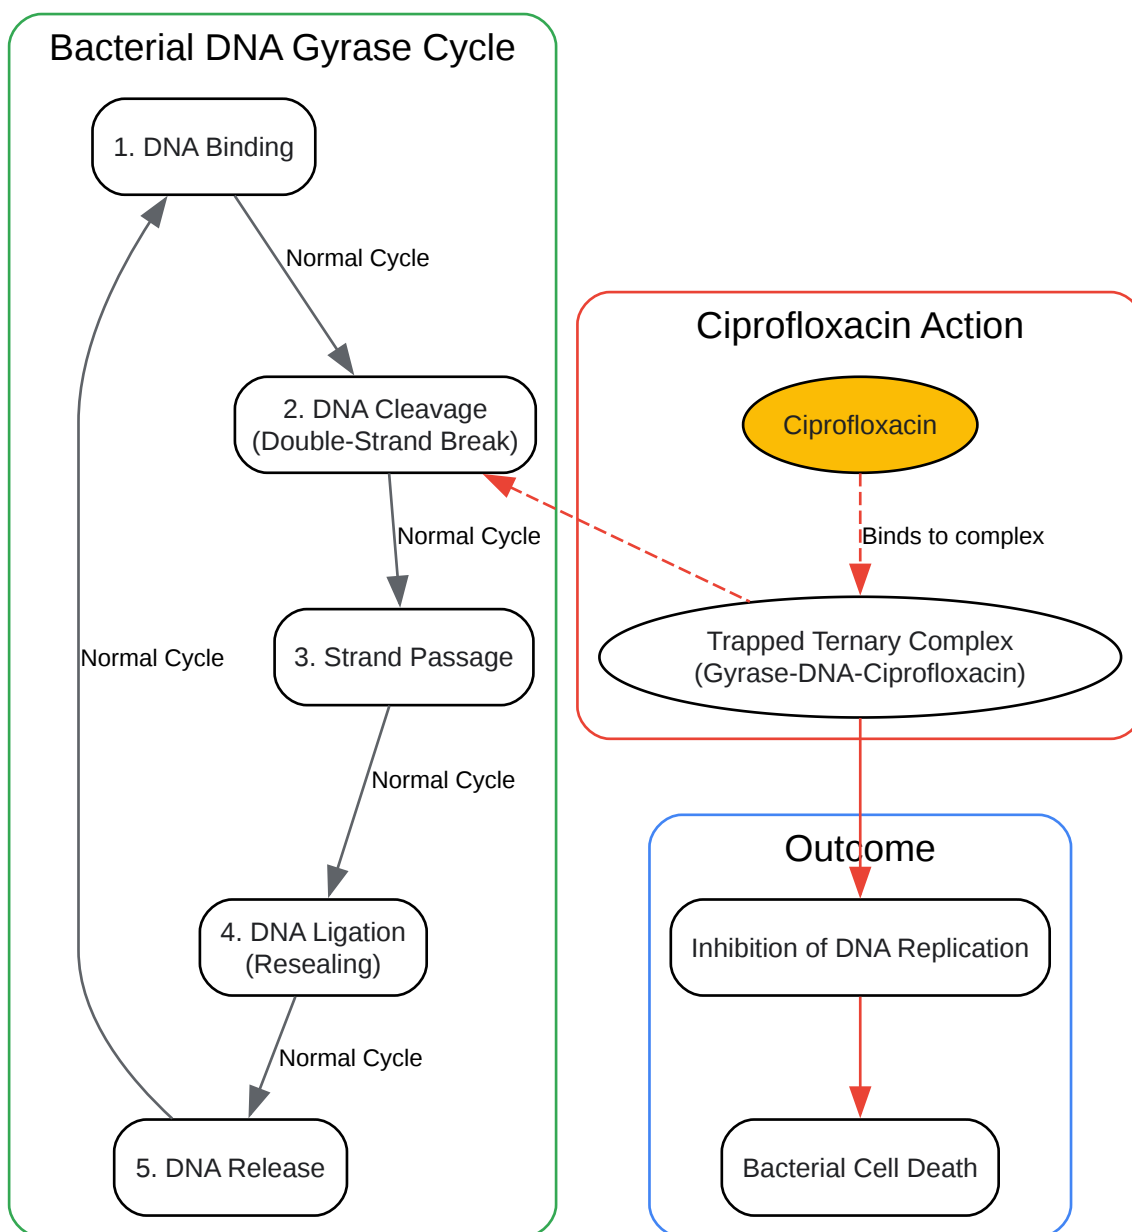 Bacterial DNA Gyrase Cycle
1. DNA Binding
Normal Cycle
2. DNA Cleavage
(Double-Strand Break)
Normal Cycle
3. Strand Passage
Normal Cycle
Normal Cycle
4. DNA Ligation
(Resealing)
Normal Cycle
5. DNA Release
Ciprofloxacin Action
Ciprofloxacin
Binds to complex
Trapped Ternary Complex
(Gyrase-DNA-Ciprofloxacin)
Outcome
Inhibition of DNA Replication
Bacterial Cell Death